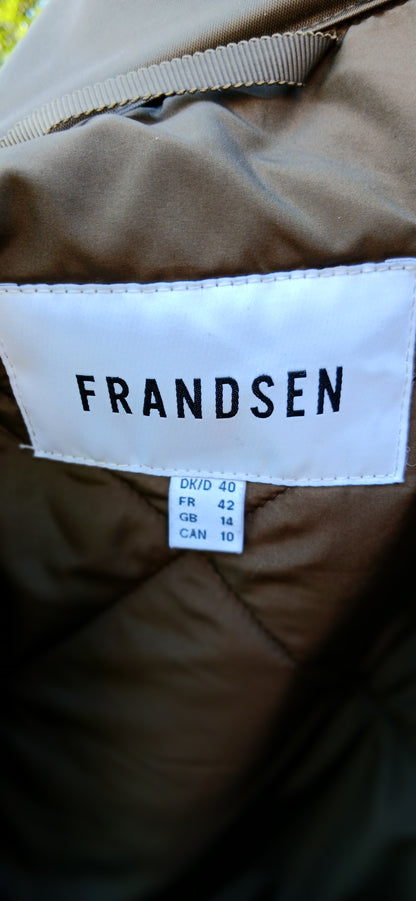 FRANDSEN
DK/D 40
FR 42
GB 14
CAN 10